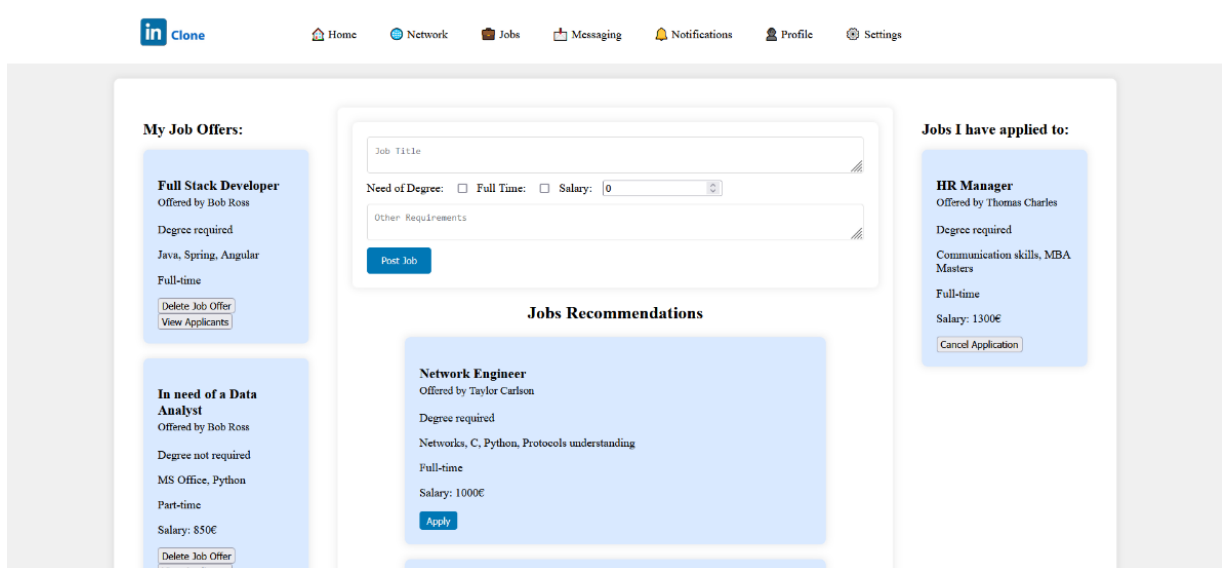 in Clone
Home
Network
Jobs
Messaging
Notifications
Profile
Settings
My Job Offers:
Full Stack Developer
Offered by Bob Ross
Degree required
Java, Spring, Angular
Full-time
Delete Job Offer
View Applicants
In need of a Data
Analyst
Offered by Bob Ross
Degree not required
MS Office, Python
Part-time
Salary: 850€
Delete Job Offer
Job Title
Need of Degree: Full Time: Salary: 0
Other Requirements
Post Job
Jobs Recommendations
Network Engineer
Offered by Taylor Carlson
Degree required
Networks, C, Python, Protocols understanding
Full-time
Salary: 1000€
Apply
Jobs I have applied to:
HR Manager
Offered by Thomas Charles
Degree required
Communication skills, MBA
Masters
Full-time
Salary: 1300€
Cancel Application